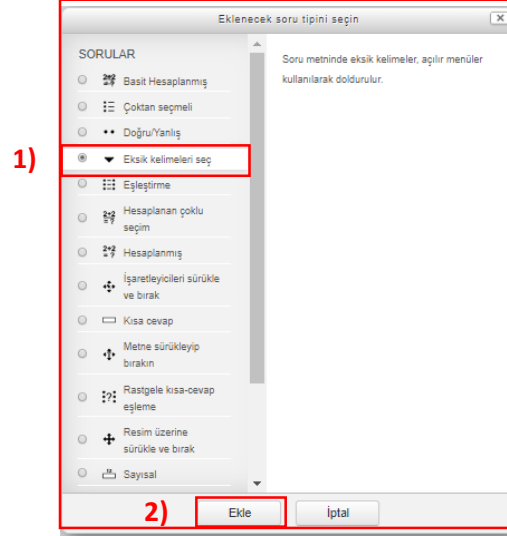 Eklenecek soru tipini seçin
SORULAR
Basit Hesaplanmış
Çoktan seçmeli
Doğru/Yanlış
1)
Eksik kelimeleri seç
Eşleştirme
Hesaplanan çoklu
seçim
Hesaplanmış
İşaretleyicileri sürükle
ve bırak
Kısa cevap
Metne sürükleyip
bırakın
Rastgele kısa-cevap
eşleme
Resim üzerine
sürükle ve bırak
Sayısal
Soru metninde eksik kelimeler, açılır menüler
kullanılarak doldurulur.
2)
Ekle
İptal